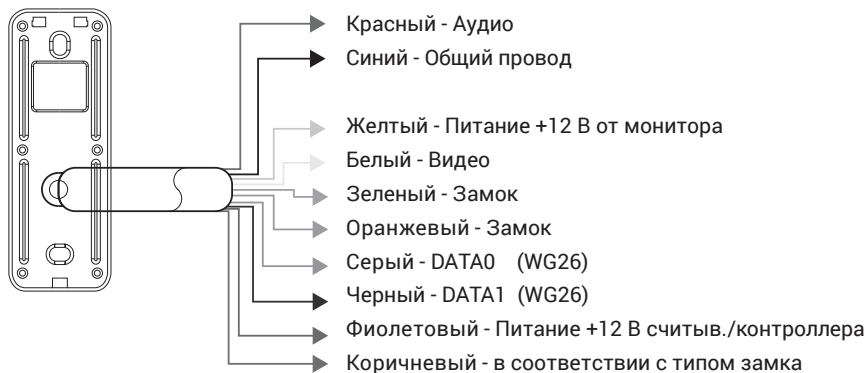 Красный - Аудио
Синий - Общий провод
Желтый - Питание +12 В от монитора
Белый - Видео
Зеленый - Замок
Оранжевый - Замок
Серый - DATA0 (WG26)
Черный - DATA1 (WG26)
Фиолетовый - Питание +12 В считыв./контроллера
Коричневый - в соответствии с типом замка